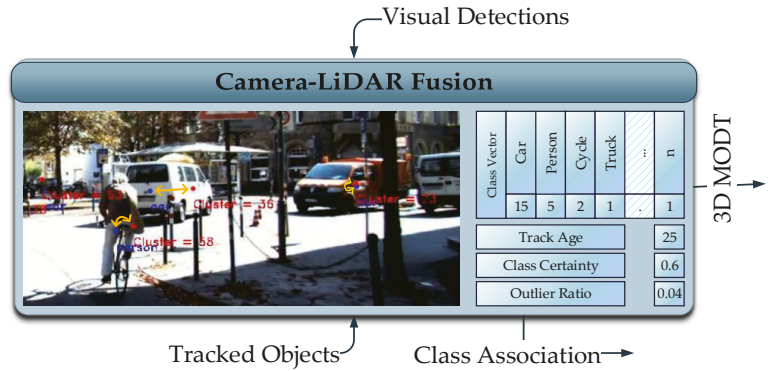 Visual Detections
Camera-LiDAR Fusion
Class Vector Car Person Cycle Truck ... n
15 5 2 1 . 1
Cluster = 36
Cluster = 58
person
Track Age 25
Class Certainty 0.6
Outlier Ratio 0.04
3D MODT
Tracked Objects
Class Association